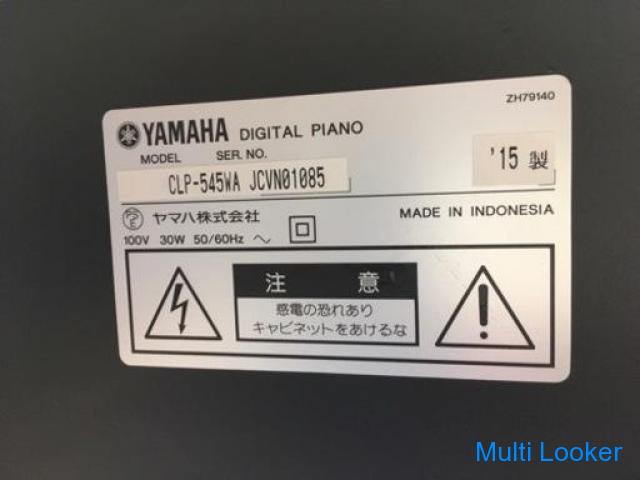 ZH79140
YAMAHA DIGITAL PIANO
MODEL SER. NO.
CLP-545WA JCVN01085
'15 製
ヤマハ株式会社
MADE IN INDONESIA
100V 30W 50/60Hz ～
注 意
感電の恐れあり
キャビネットをあけるな
Multi Looker